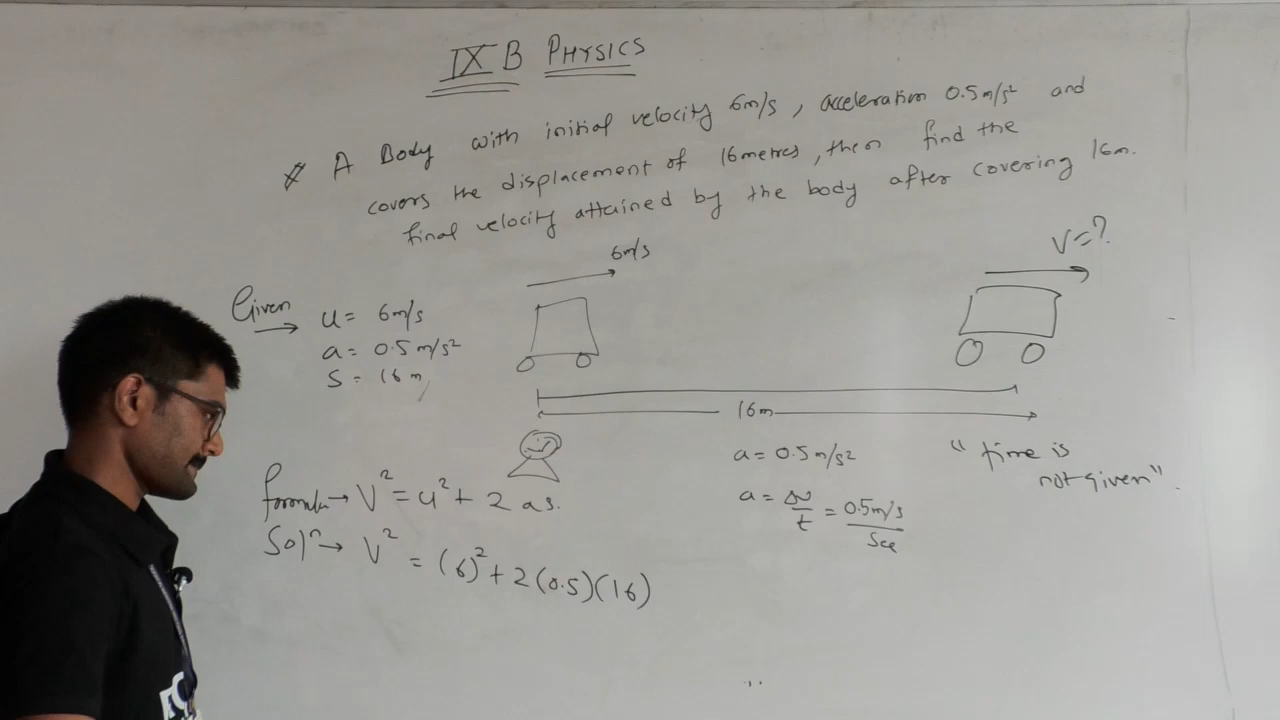 IX B PHYSICS
* A Body with initial velocity 6m/s, acceleration 0.5m/s² and
covers the displacement of 16metres, then find the
final velocity attained by the body after covering 16m.
6m/s
V=?
Given → u = 6m/s
a = 0.5 m/s²
S = 16 m
16m
a = 0.5 m/s²
"time is
not given".
a = Δv/t = 0.5m/s / Sec
formula → V² = u² + 2 as.
Solⁿ → V² = (6)² + 2(0.5)(16)